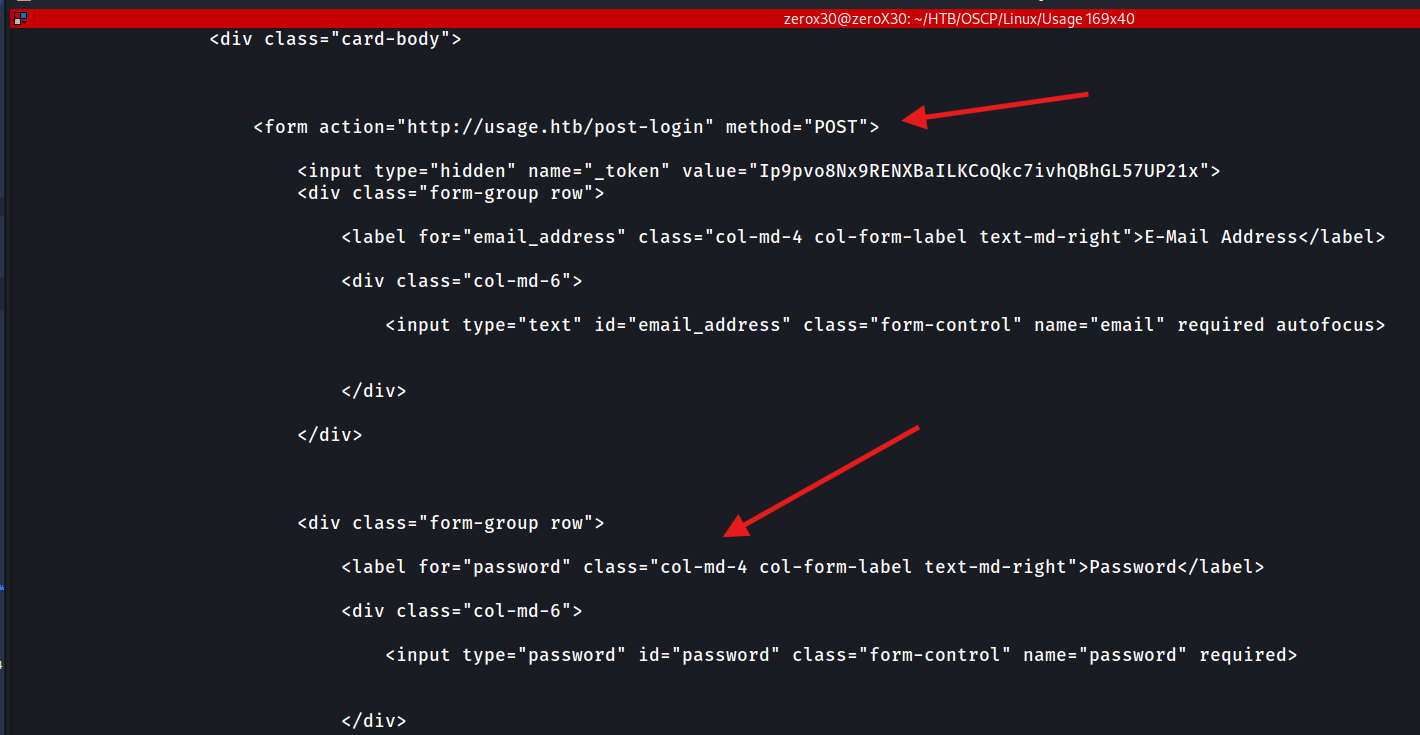 zerox30@zeroX30: ~/HTB/OSCP/Linux/Usage 169x40
<div class="card-body">
<form action="http://usage.htb/post-login" method="POST">
<input type="hidden" name="_token" value="Ip9pvo8Nx9RENXBaILKCoQkc7ivhQBhGL57UP21x">
<div class="form-group row">
<label for="email_address" class="col-md-4 col-form-label text-md-right">E-Mail Address</label>
<div class="col-md-6">
<input type="text" id="email_address" class="form-control" name="email" required autofocus>
</div>
</div>
<div class="form-group row">
<label for="password" class="col-md-4 col-form-label text-md-right">Password</label>
<div class="col-md-6">
<input type="password" id="password" class="form-control" name="password" required>
</div>